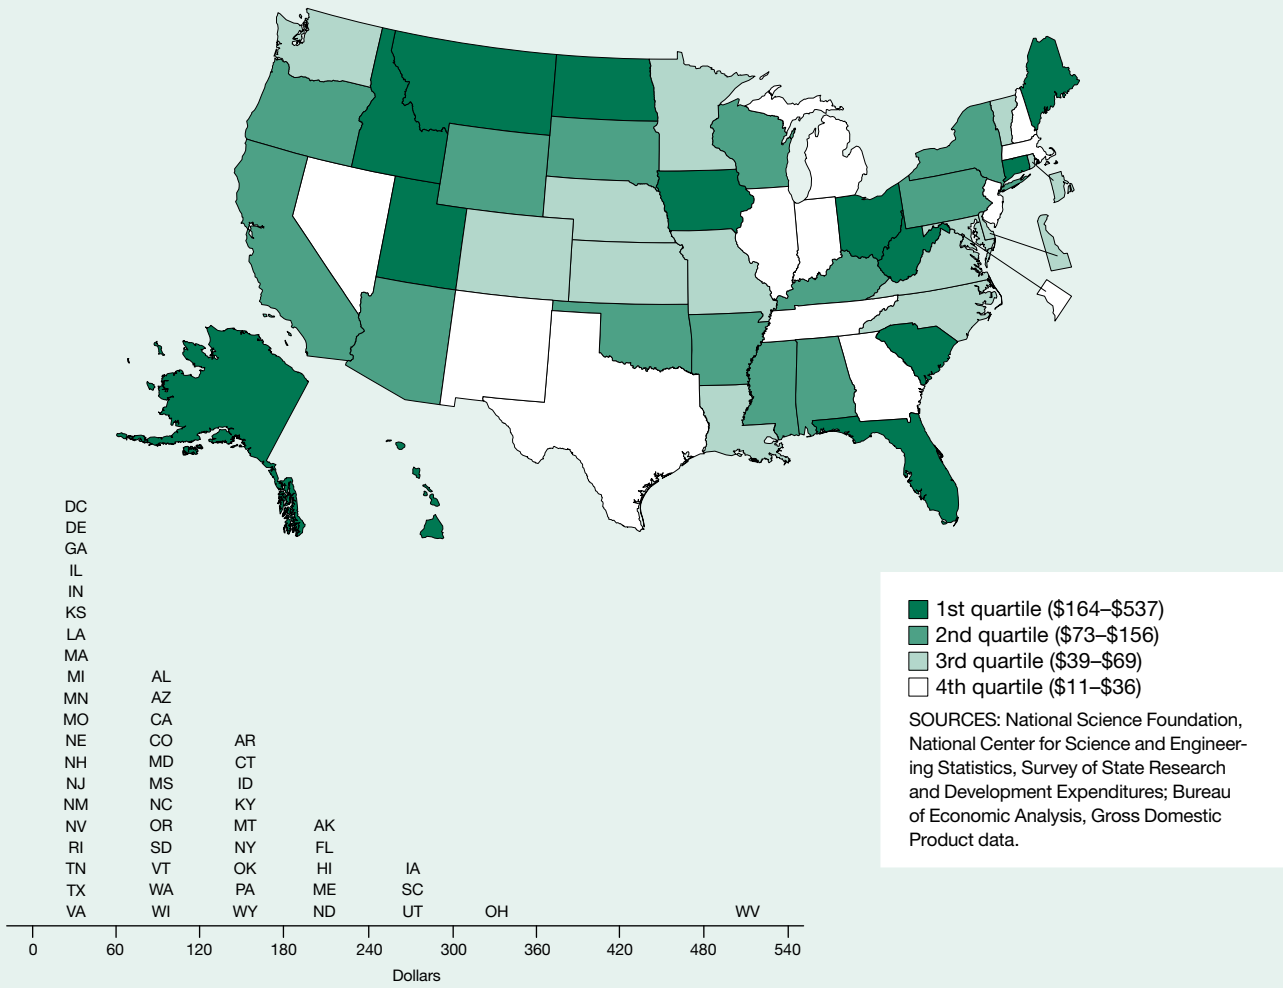 DC
DE
GA
IL
IN
KS
LA
MA
MI AL
MN AZ
MO CA
NE CO AR
NH MD CT
NJ MS ID
NM NC KY
NV OR MT AK
RI SD NY FL
TN VT OK HI IA
TX WA PA ME SC
VA WI WY ND UT OH WV
0 60 120 180 240 300 360 420 480 540
Dollars
1st quartile ($164–$537)
2nd quartile ($73–$156)
3rd quartile ($39–$69)
4th quartile ($11–$36)
SOURCES: National Science Foundation,
National Center for Science and Engineer-
ing Statistics, Survey of State Research
and Development Expenditures; Bureau
of Economic Analysis, Gross Domestic
Product data.